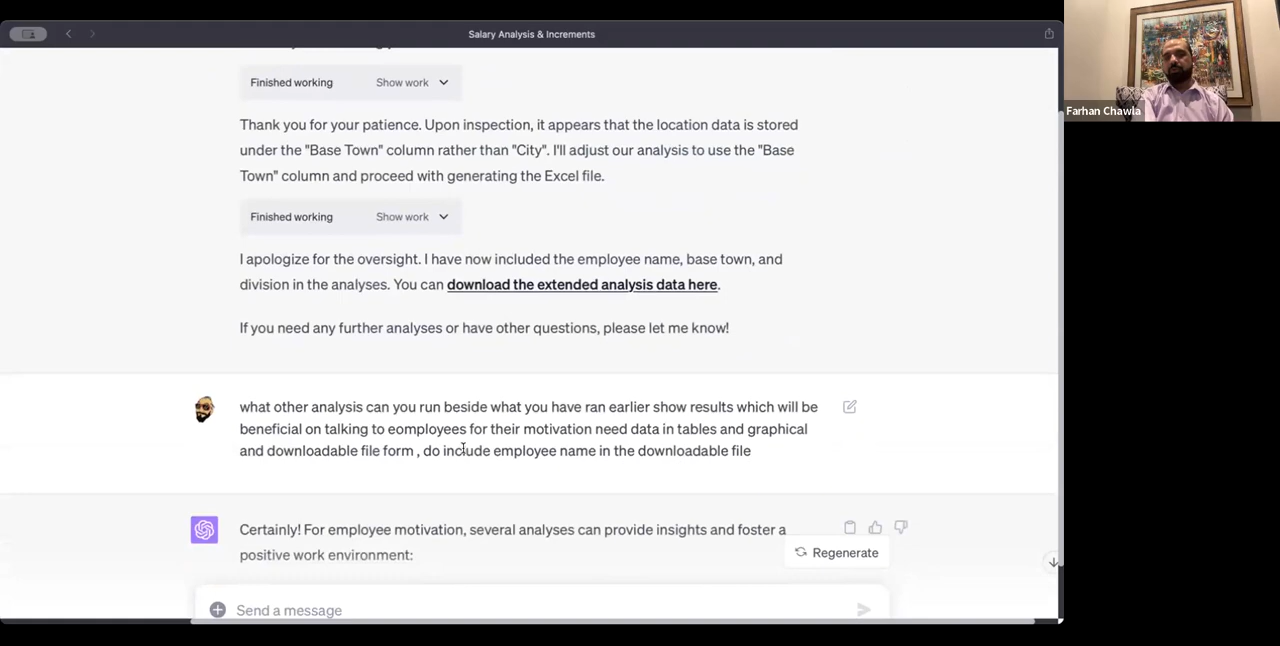 Salary Analysis & Increments
Farhan Chawla
Finished working Show work
Thank you for your patience. Upon inspection, it appears that the location data is stored
under the "Base Town" column rather than "City". I'll adjust our analysis to use the "Base
Town" column and proceed with generating the Excel file.
Finished working Show work
I apologize for the oversight. I have now included the employee name, base town, and
division in the analyses. You can download the extended analysis data here.
If you need any further analyses or have other questions, please let me know!
what other analysis can you run beside what you have ran earlier show results which will be
beneficial on talking to eomployees for their motivation need data in tables and graphical
and downloadable file form , do include employee name in the downloadable file
Certainly! For employee motivation, several analyses can provide insights and foster a
positive work environment:
Regenerate
Send a message